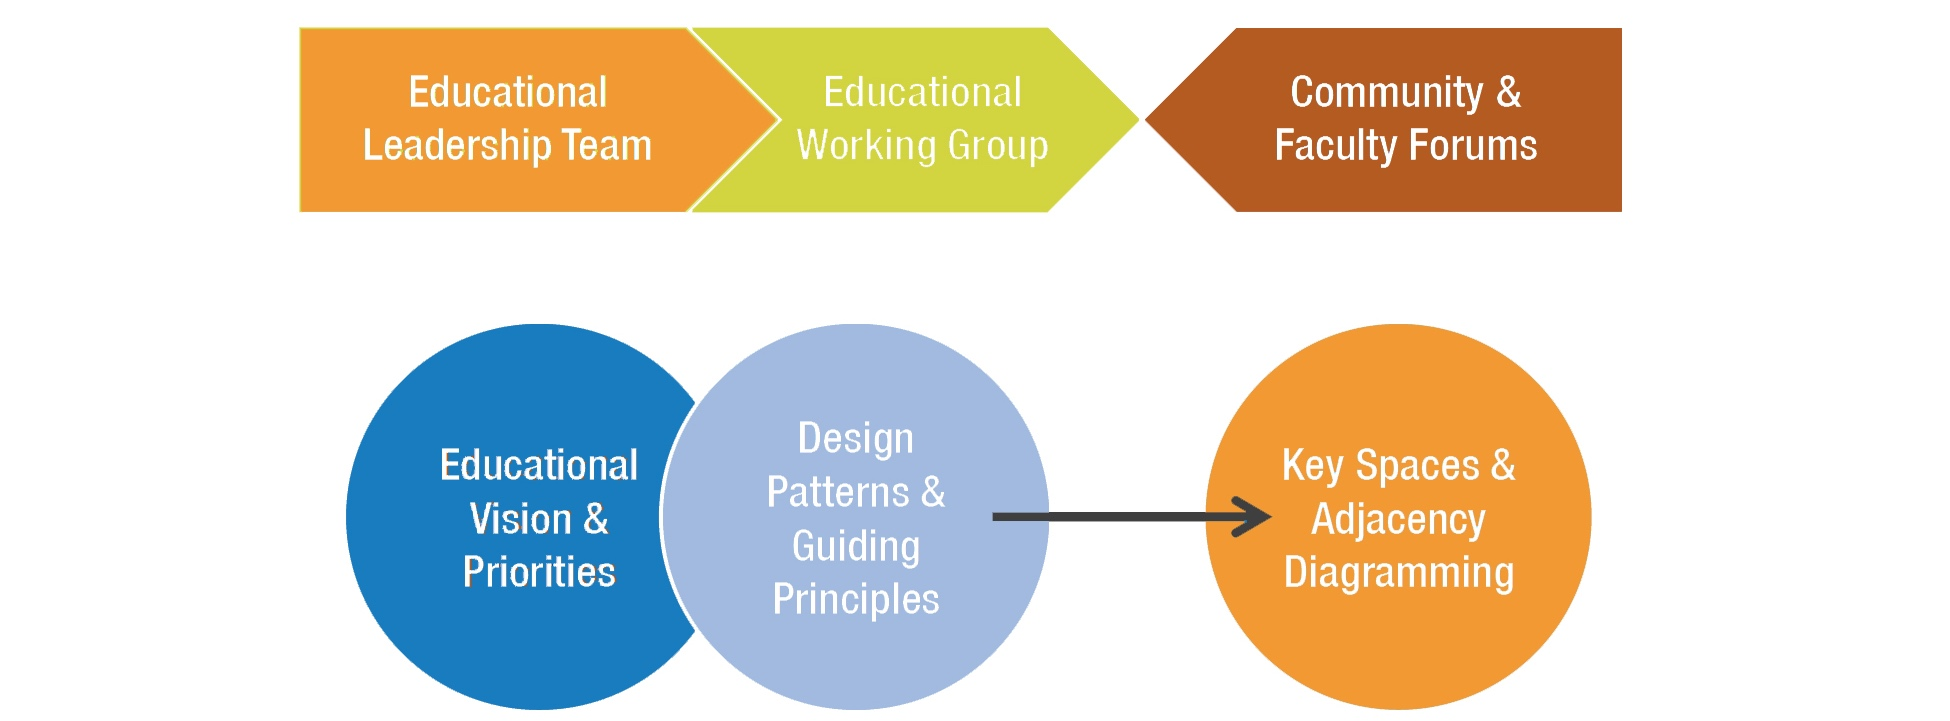 Educational
Leadership Team
Educational
Working Group
Community &
Faculty Forums
Educational
Vision &
Priorities
Design
Patterns &
Guiding
Principles
Key Spaces &
Adjacency
Diagramming